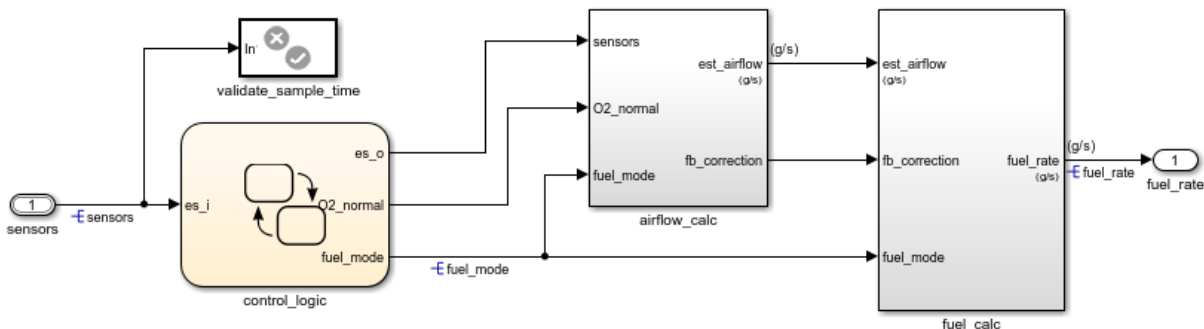 In
validate_sample_time
1
sensors
sensors
es_i
es_o
O2_normal
fuel_mode
control_logic
fuel_mode
sensors
O2_normal
fuel_mode
est_airflow
(g/s)
fb_correction
airflow_calc
(g/s)
est_airflow
(g/s)
fb_correction
fuel_mode
fuel_rate
(g/s)
fuel_calc
(g/s)
fuel_rate
1
fuel_rate